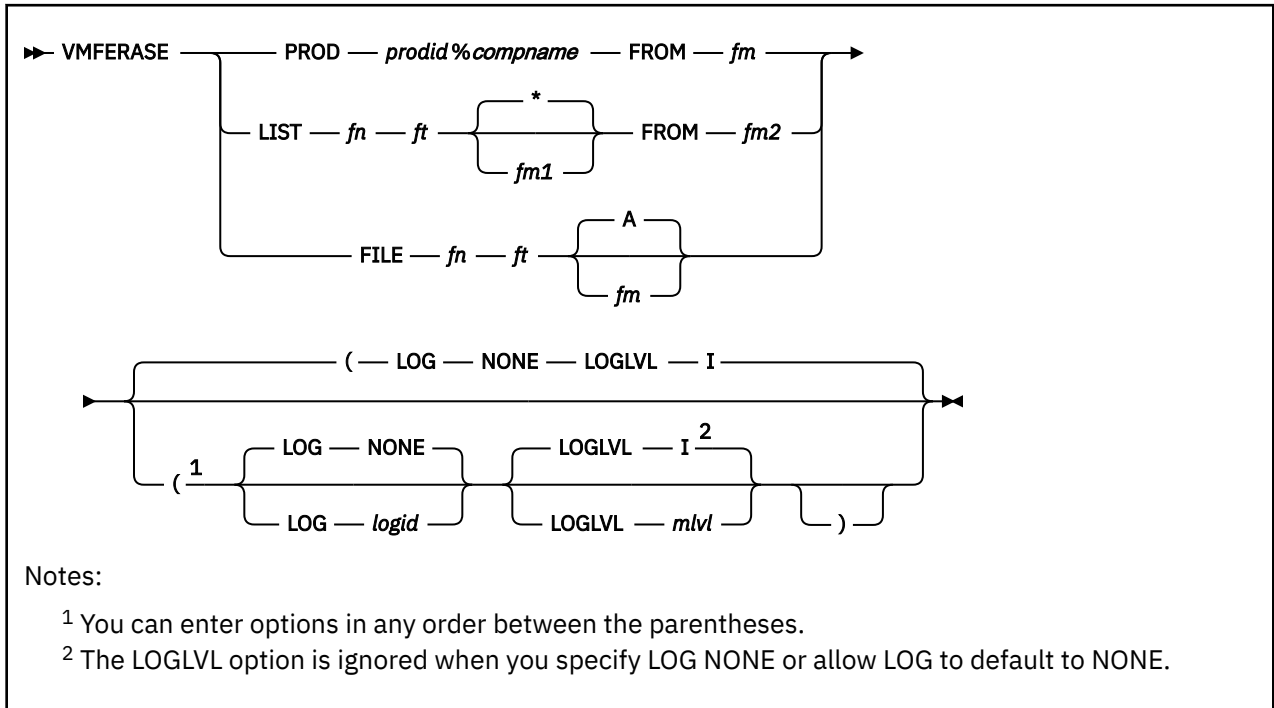 VMFERASE PROD prodid%compname FROM fm
*
LIST fn ft FROM fm2
fm1
A
FILE fn ft
fm
( LOG NONE LOGLVL I
LOG NONE LOGLVL I 2
( 1
LOG logid LOGLVL mlvl )
Notes:
1 You can enter options in any order between the parentheses.
2 The LOGLVL option is ignored when you specify LOG NONE or allow LOG to default to NONE.